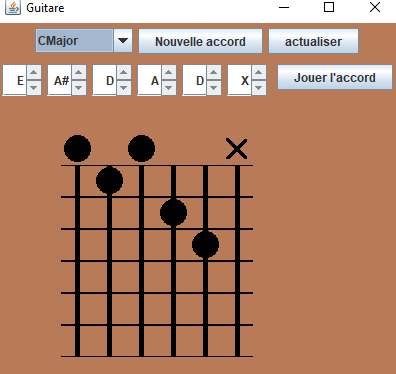 Guitare
CMajor Nouvelle accord actualiser
E A# D A D X Jouer l'accord